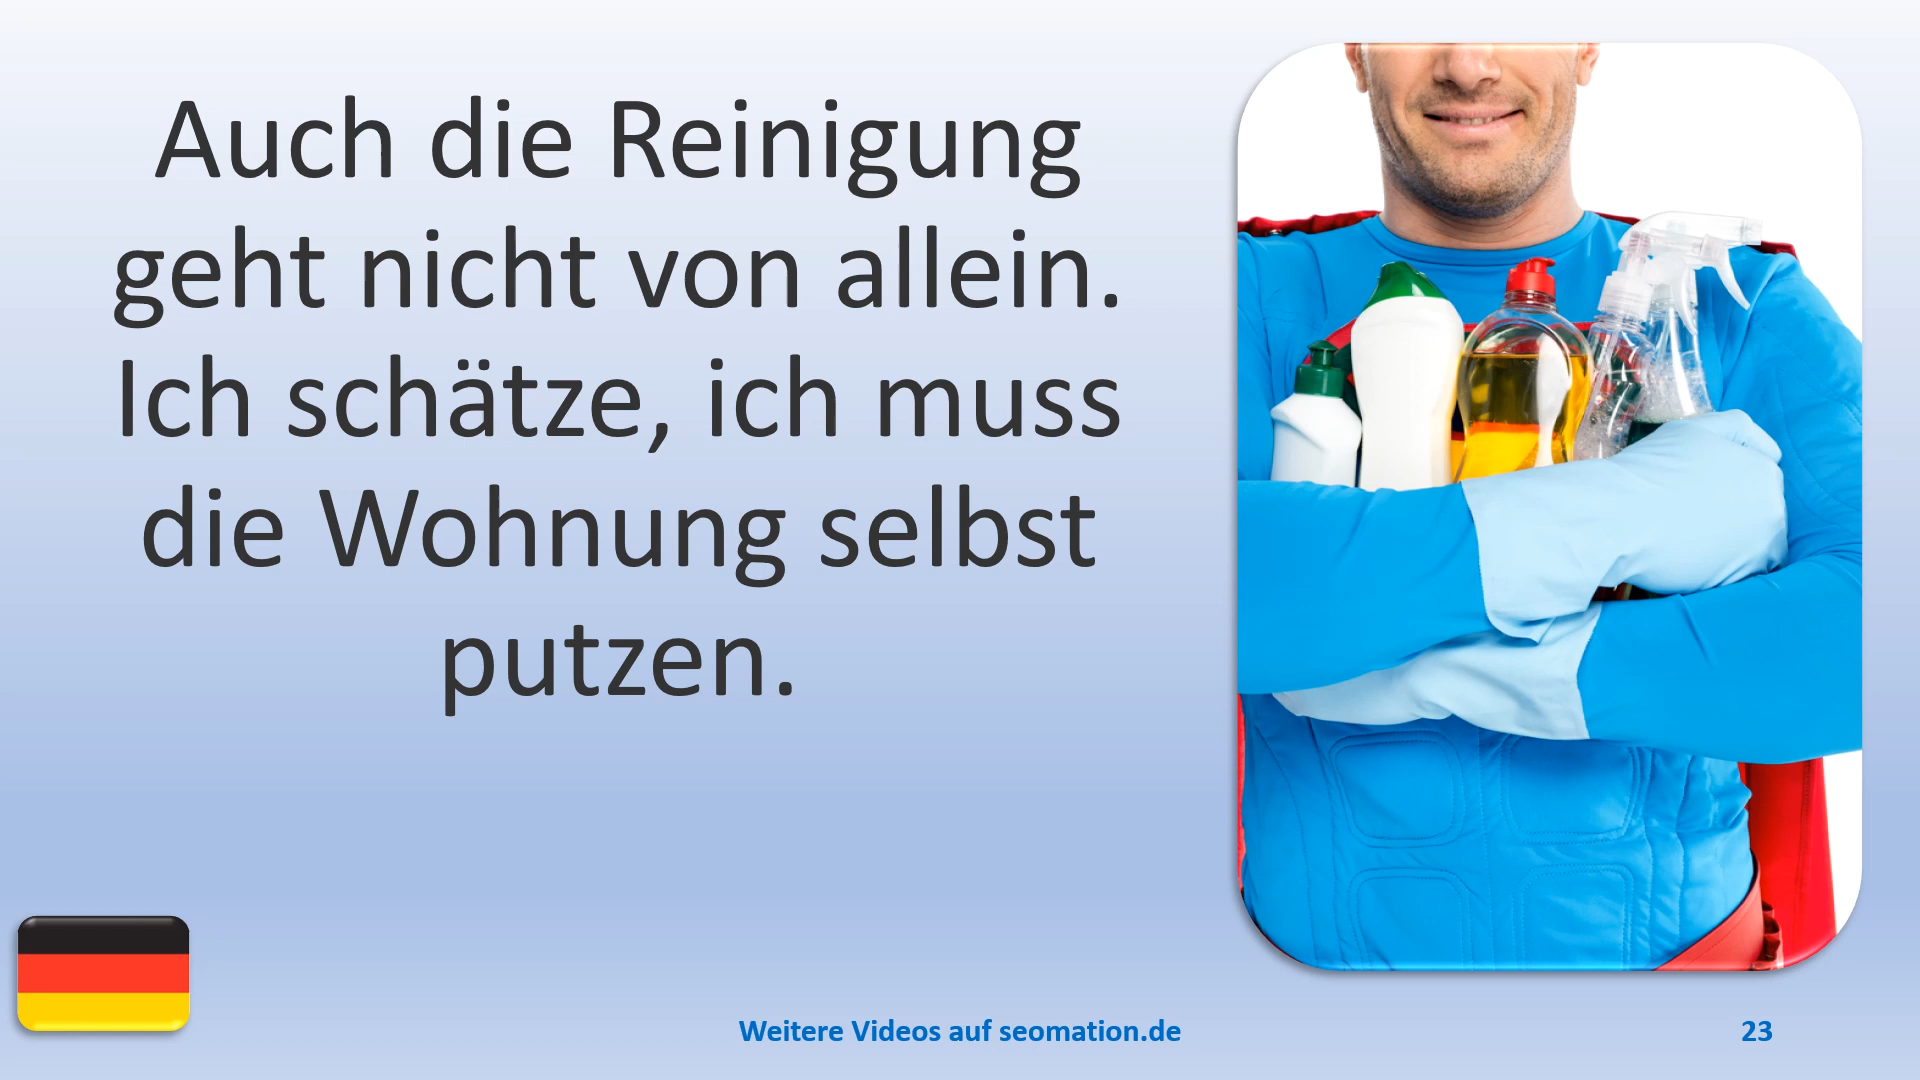 Auch die Reinigung
geht nicht von allein.
Ich schätze, ich muss
die Wohnung selbst
putzen.
Weitere Videos auf seomation.de
23